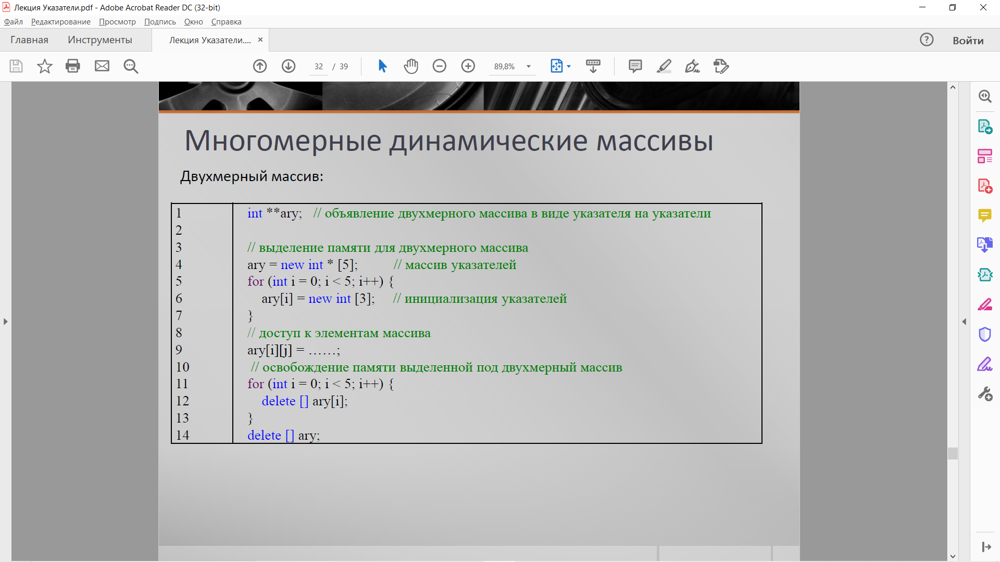 Лекция Указатели.pdf - Adobe Acrobat Reader DC (32-bit)
Файл Редактирование Просмотр Подпись Окно Справка
Главная Инструменты Лекция Указатели.... × Войти
32 / 39 89,8%
Многомерные динамические массивы
Двухмерный массив:
1 int **ary; // объявление двухмерного массива в виде указателя на указатели
2
3 // выделение памяти для двухмерного массива
4 ary = new int * [5]; // массив указателей
5 for (int i = 0; i < 5; i++) {
6 ary[i] = new int [3]; // инициализация указателей
7 }
8 // доступ к элементам массива
9 ary[i][j] = ……;
10 // освобождение памяти выделенной под двухмерный массив
11 for (int i = 0; i < 5; i++) {
12 delete [] ary[i];
13 }
14 delete [] ary;